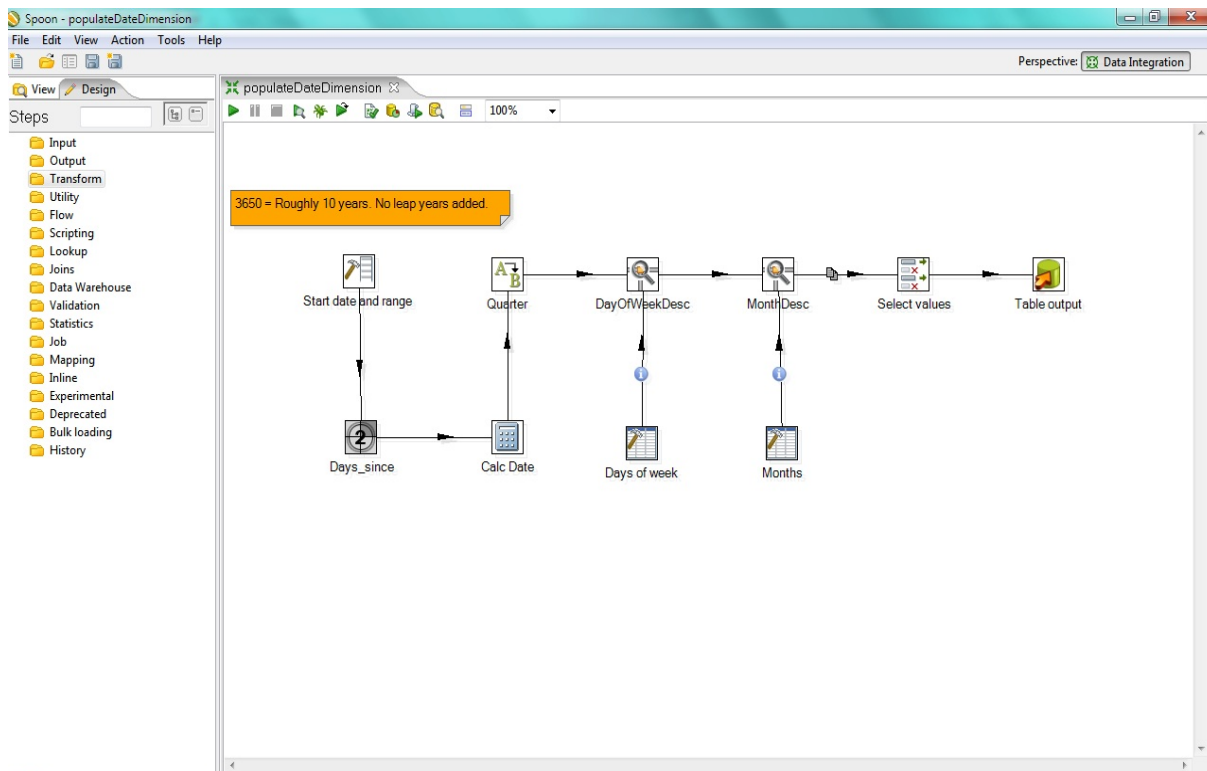 Spoon - populateDateDimension
File Edit View Action Tools Help
Perspective: Data Integration
View Design
populateDateDimension
Steps
100%
Input
Output
Transform
Utility
Flow
Scripting
Lookup
Joins
Data Warehouse
Validation
Statistics
Job
Mapping
Inline
Experimental
Deprecated
Bulk loading
History
3650 = Roughly 10 years. No leap years added.
A B
Start date and range
Quarter
DayOfWeekDesc
MonthDesc
Select values
Table output
i
i
2
Days_since
Calc Date
Days of week
Months